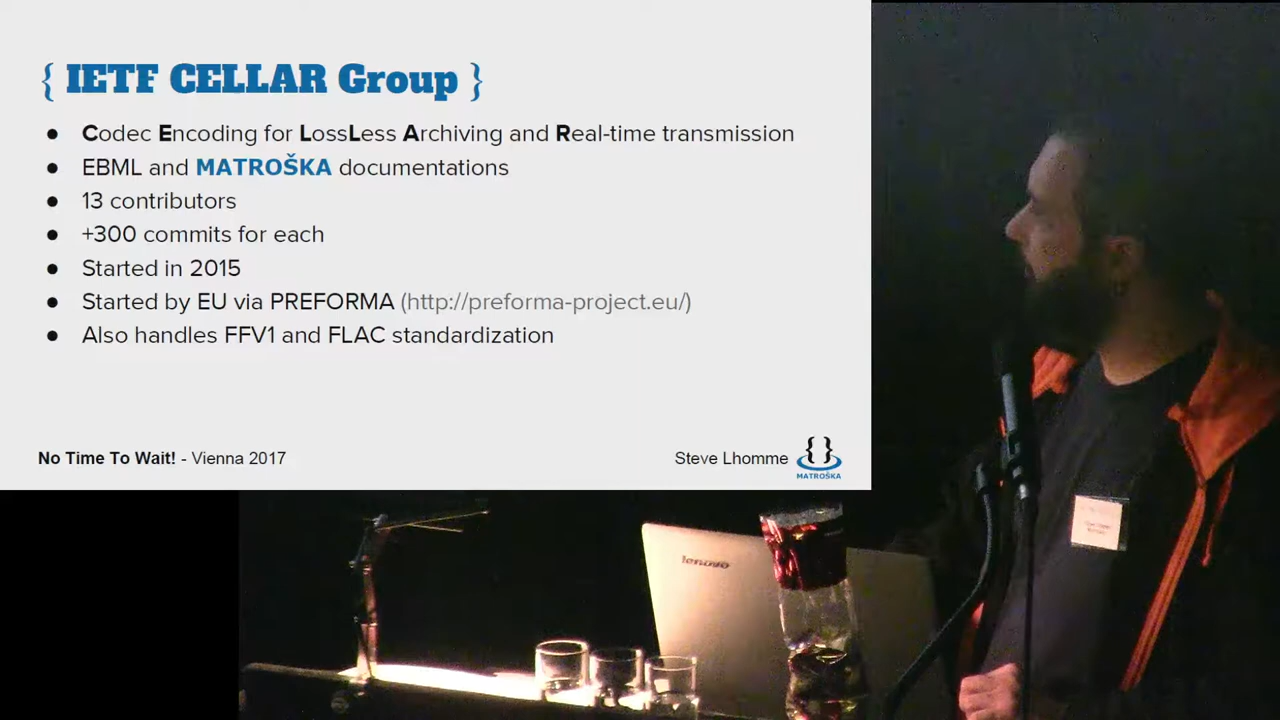 { IETF CELLAR Group }
● Codec Encoding for LossLess Archiving and Real-time transmission
● EBML and MATROŠKA documentations
● 13 contributors
● +300 commits for each
● Started in 2015
● Started by EU via PREFORMA (http://preforma-project.eu/)
● Also handles FFV1 and FLAC standardization
No Time To Wait! - Vienna 2017
Steve Lhomme
{ }
MATROŠKA
lenovo